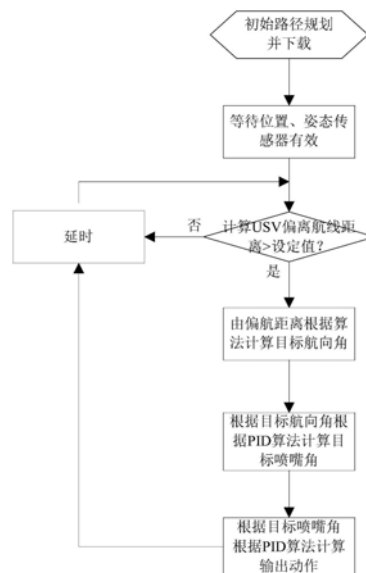 初始路径规划
并下载
等待位置、姿态传
感器有效
计算USV偏离航线距
离>设定值？
否
延时
是
由偏航距离根据算
法计算目标航向角
根据目标航向角根
据PID算法计算目
标喷嘴角
根据目标喷嘴角
根据PID算法计算
输出动作